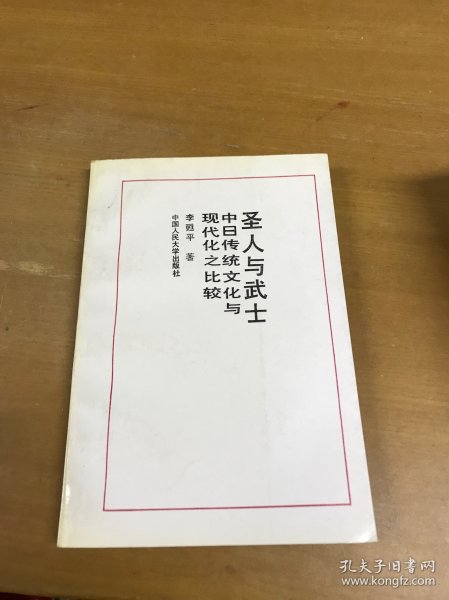 圣人与武士
中日传统文化与
现代化之比较
李甦平 著
中国人民大学出版社
孔夫子旧书网
www.kongfz.com